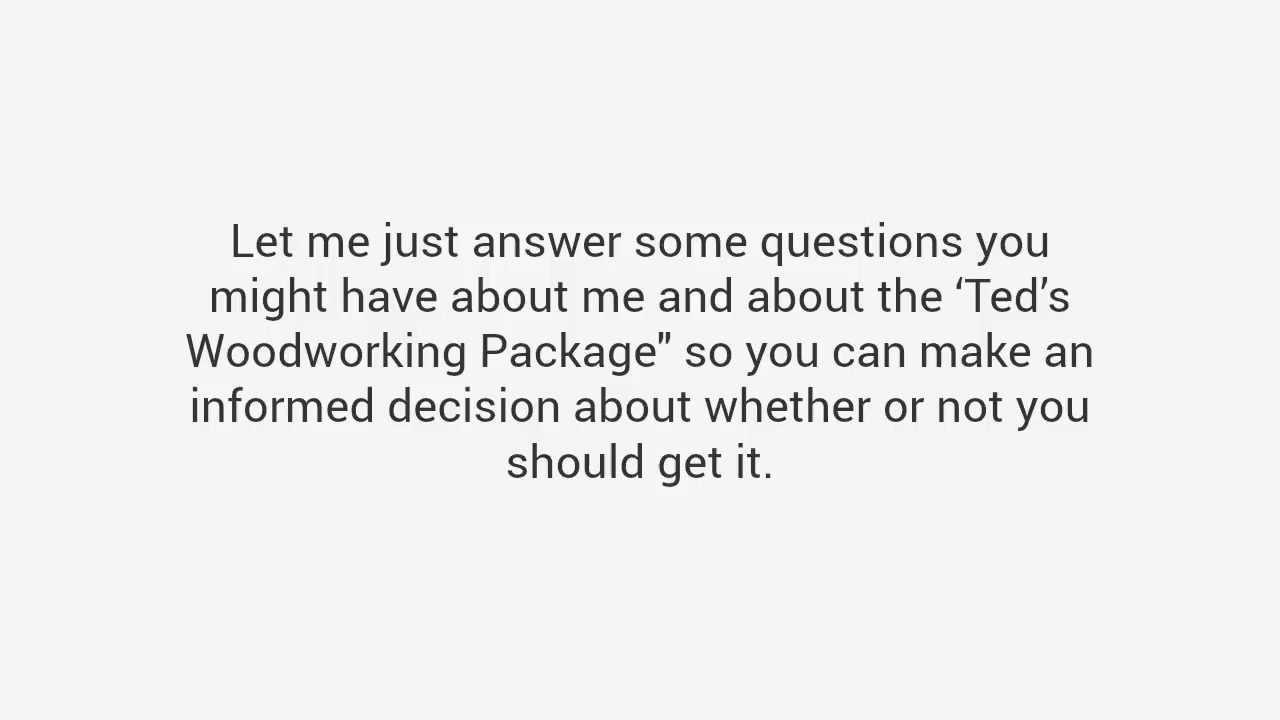 Let me just answer some questions you
might have about me and about the ‘Ted’s
Woodworking Package" so you can make an
informed decision about whether or not you
should get it.